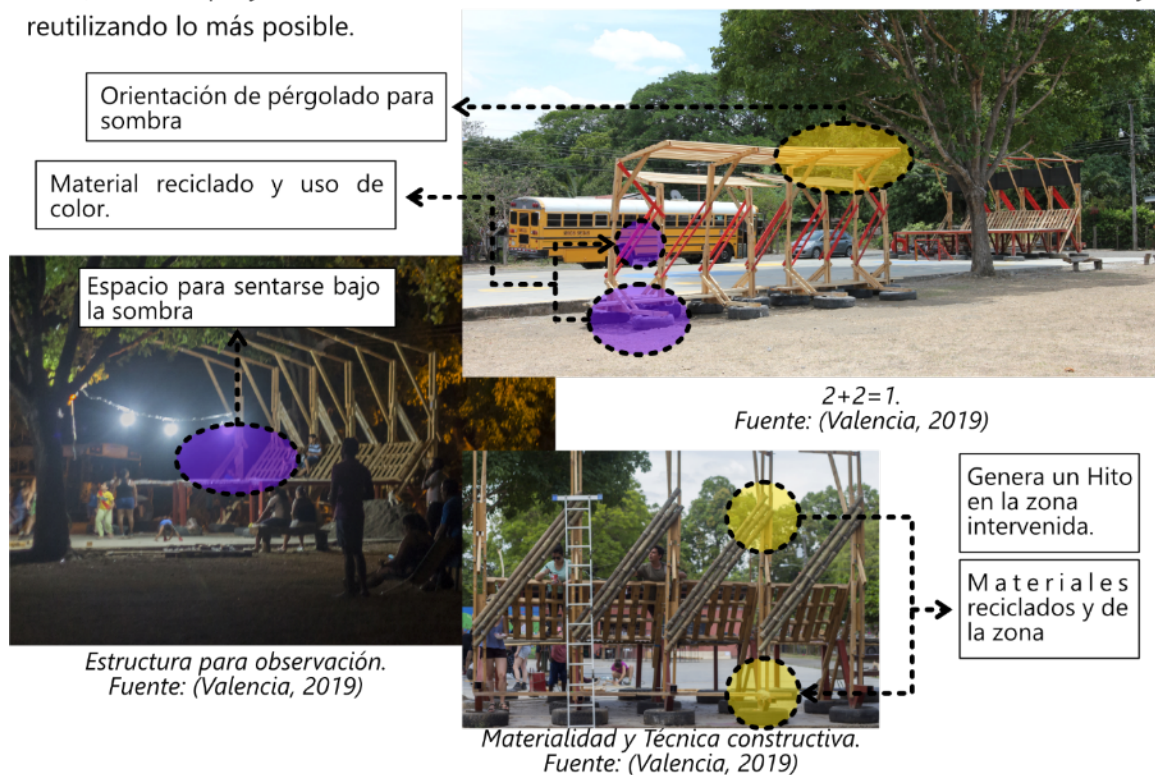 reutilizando lo más posible.
Orientación de pérgolado para
sombra
Material reciclado y uso de
color.
Espacio para sentarse bajo
la sombra
2+2=1.
Fuente: (Valencia, 2019)
Genera un Hito
en la zona
intervenida.
Materiales
reciclados y de
la zona
Estructura para observación.
Fuente: (Valencia, 2019)
Materialidad y Técnica constructiva.
Fuente: (Valencia, 2019)